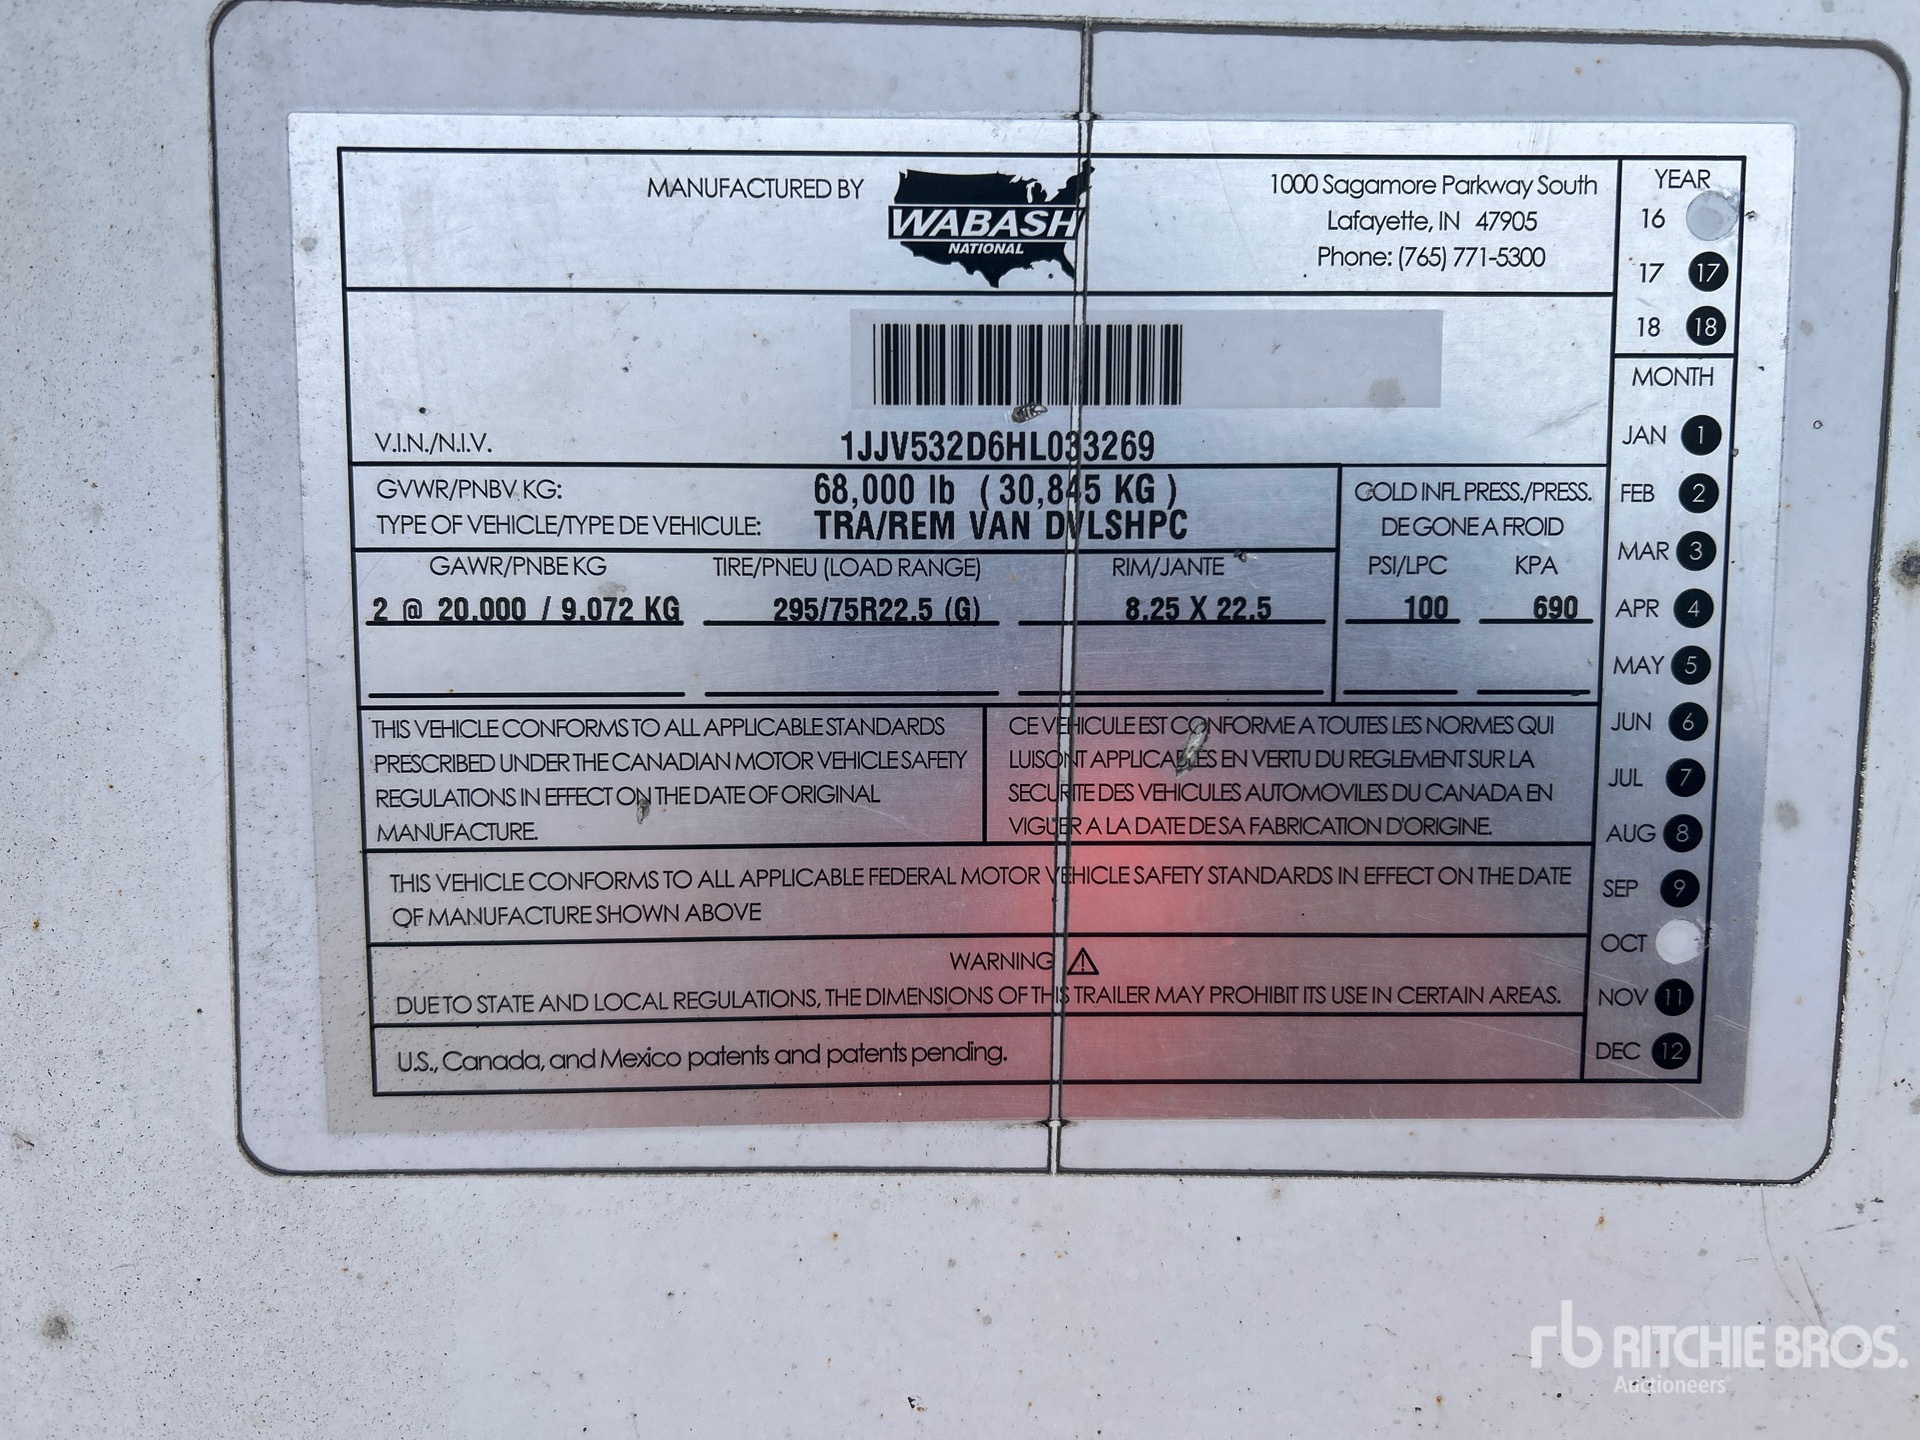 MANUFACTURED BY
WABASH
NATIONAL
1000 Sagamore Parkway South
Lafayette, IN 47905
Phone: (765) 771-5300
YEAR
16
17 17
18 18
V.I.N./N.I.V. 1JJV532D6HL033269
GVWR/PNBV KG: 68,000 lb (30,845 KG)
TYPE OF VEHICLE/TYPE DE VEHICULE: TRA/REM VAN DVLSHPC
COLD INFL PRESS./PRESS.
DE GONE A FROID
GAWR/PNBE KG TIRE/PNEU (LOAD RANGE) RIM/JANTE PSI/LPC KPA
2 @ 20.000 / 9.072 KG 295/75R22.5 (G) 8.25 X 22.5 100 690
THIS VEHICLE CONFORMS TO ALL APPLICABLE STANDARDS
PRESCRIBED UNDER THE CANADIAN MOTOR VEHICLE SAFETY
REGULATIONS IN EFFECT ON THE DATE OF ORIGINAL
MANUFACTURE.
CE VEHICULE EST CONFORME A TOUTES LES NORMES QUI
LUISONT APPLICABLES EN VERTU DU REGLEMENT SUR LA
SECURITE DES VEHICULES AUTOMOVILES DU CANADA EN
VIGUER A LA DATE DE SA FABRICATION D'ORIGINE.
THIS VEHICLE CONFORMS TO ALL APPLICABLE FEDERAL MOTOR VEHICLE SAFETY STANDARDS IN EFFECT ON THE DATE
OF MANUFACTURE SHOWN ABOVE
WARNING
DUE TO STATE AND LOCAL REGULATIONS, THE DIMENSIONS OF THIS TRAILER MAY PROHIBIT ITS USE IN CERTAIN AREAS.
U.S., Canada, and Mexico patents and patents pending.
MONTH
JAN 1
FEB 2
MAR 3
APR 4
MAY 5
JUN 6
JUL 7
AUG 8
SEP 9
OCT
NOV 11
DEC 12
rb RITCHIE BROS.
Auctioneers